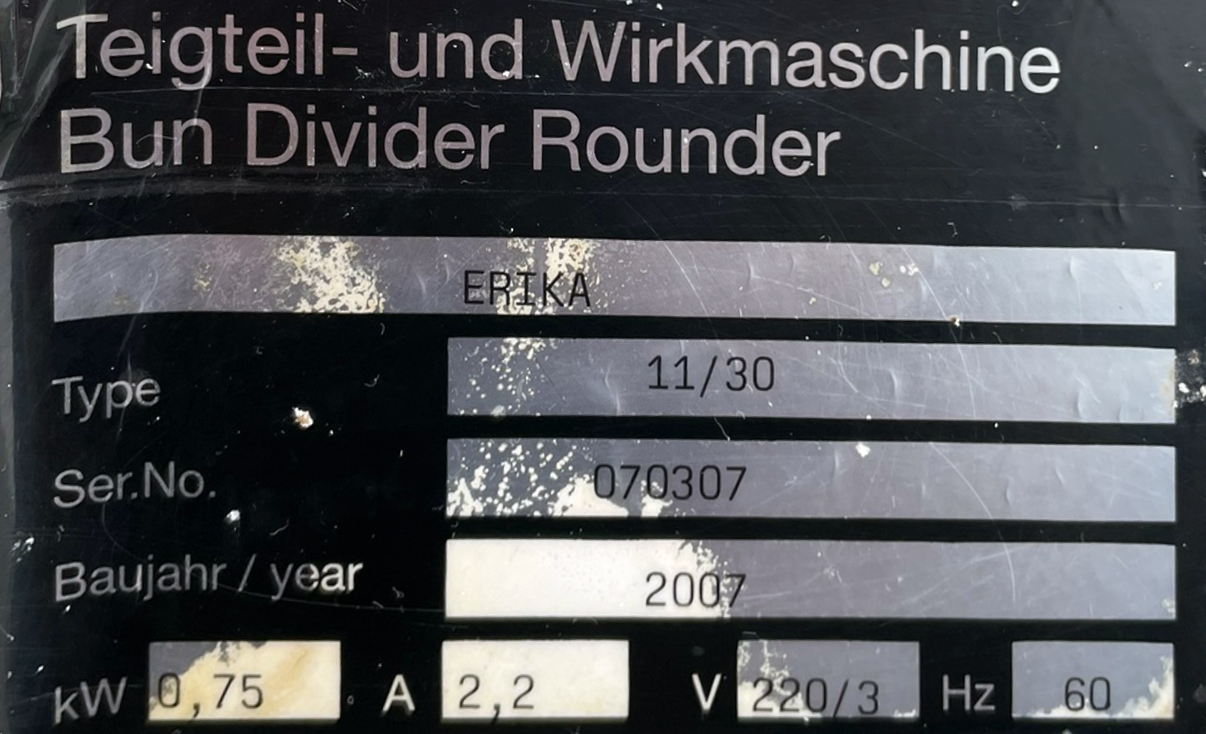 Teigteil- und Wirkmaschine
Bun Divider Rounder
ERIKA
Type 11/30
Ser.No. 070307
Baujahr / year 2007
kW 0,75 A 2,2 V 220/3 Hz 60